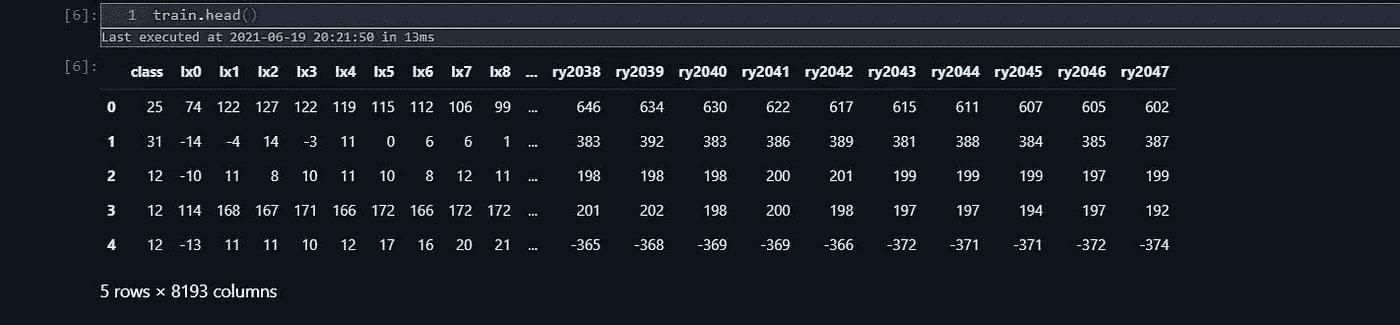 [6]: 1 train.head()
Last executed at 2021-06-19 20:21:50 in 13ms
[6]:
class lx0 lx1 lx2 lx3 lx4 lx5 lx6 lx7 lx8 ... ry2038 ry2039 ry2040 ry2041 ry2042 ry2043 ry2044 ry2045 ry2046 ry2047
0 25 74 122 127 122 119 115 112 106 99 ... 646 634 630 622 617 615 611 607 605 602
1 31 -14 -4 14 -3 11 0 6 6 1 ... 383 392 383 386 389 381 388 384 385 387
2 12 -10 11 8 10 11 10 8 12 11 ... 198 198 198 200 201 199 199 199 197 199
3 12 114 168 167 171 166 172 166 172 172 ... 201 202 198 200 198 197 197 194 197 192
4 12 -13 11 11 10 12 17 16 20 21 ... -365 -368 -369 -369 -366 -372 -371 -371 -372 -374
5 rows × 8193 columns